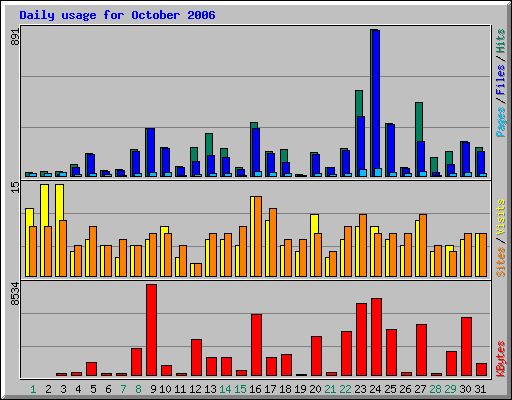 Daily usage for October 2006
891
Pages / Files / Hits
15
Sites / Visits
8534
KBytes
1 2 3 4 5 6 7 8 9 10 11 12 13 14 15 16 17 18 19 20 21 22 23 24 25 26 27 28 29 30 31